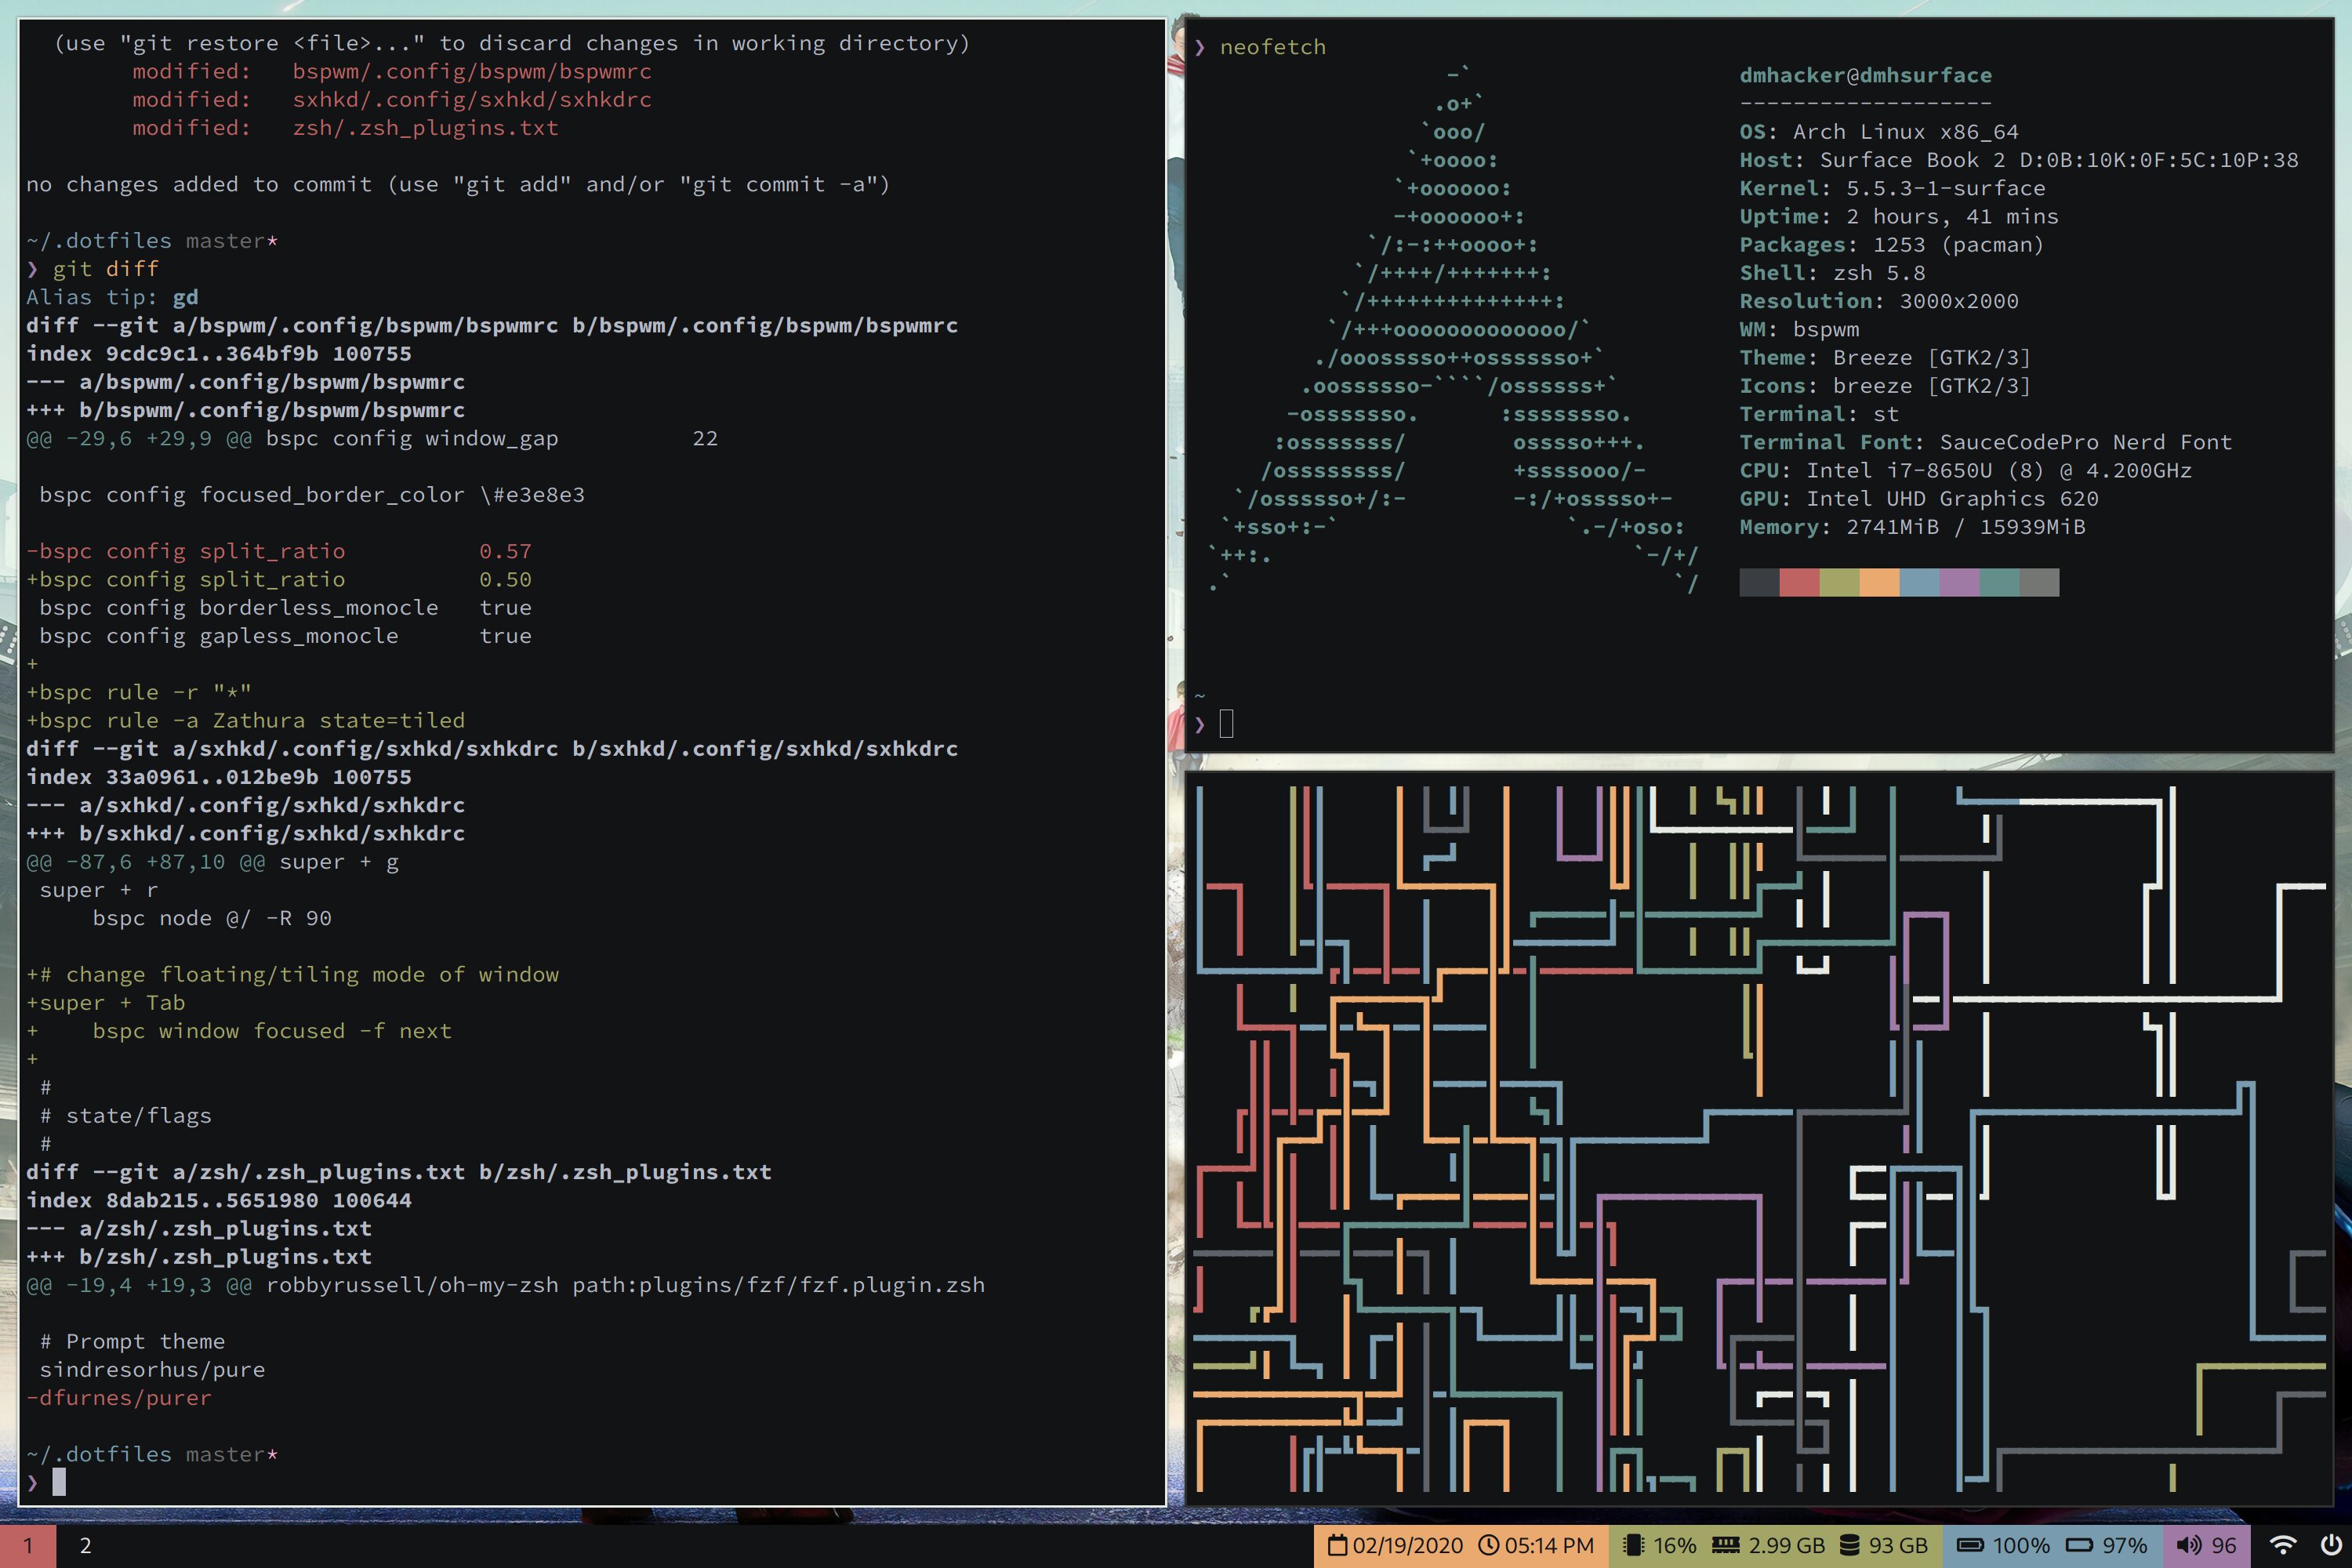 (use "git restore <file>..." to discard changes in working directory)
modified:   bspwm/.config/bspwm/bspwmrc
modified:   sxhkd/.config/sxhkd/sxhkdrc
modified:   zsh/.zsh_plugins.txt
no changes added to commit (use "git add" and/or "git commit -a")
~/.dotfiles master*
❯ git diff
Alias tip: gd
diff --git a/bspwm/.config/bspwm/bspwmrc b/bspwm/.config/bspwm/bspwmrc
index 9cdc9c1..364bf9b 100755
--- a/bspwm/.config/bspwm/bspwmrc
+++ b/bspwm/.config/bspwm/bspwmrc
@@ -29,6 +29,9 @@ bspc config window_gap          22
bspc config focused_border_color \#e3e8e3
-bspc config split_ratio          0.57
+bspc config split_ratio          0.50
bspc config borderless_monocle   true
bspc config gapless_monocle      true
+
+bspc rule -r "*"
+bspc rule -a Zathura state=tiled
diff --git a/sxhkd/.config/sxhkd/sxhkdrc b/sxhkd/.config/sxhkd/sxhkdrc
index 33a0961..012be9b 100755
--- a/sxhkd/.config/sxhkd/sxhkdrc
+++ b/sxhkd/.config/sxhkd/sxhkdrc
@@ -87,6 +87,10 @@ super + g
super + r
bspc node @/ -R 90
+# change floating/tiling mode of window
+super + Tab
+    bspc window focused -f next
+
#
# state/flags
#
diff --git a/zsh/.zsh_plugins.txt b/zsh/.zsh_plugins.txt
index 8dab215..5651980 100644
--- a/zsh/.zsh_plugins.txt
+++ b/zsh/.zsh_plugins.txt
@@ -19,4 +19,3 @@ robbyrussell/oh-my-zsh path:plugins/fzf/fzf.plugin.zsh
# Prompt theme
sindresorhus/pure
-dfurnes/purer
~/.dotfiles master*
❯
❯ neofetch
-`
.o+`
`ooo/
`+oooo:
`+oooooo:
-+oooooo+:
`/:-:++oooo+:
`/++++/+++++++:
`/++++++++++++++:
`/+++ooooooooooooo/`
./ooosssso++osssssso+`
.oossssso-````/ossssss+`
-osssssso.      :ssssssso.
:osssssss/        osssso+++.
/ossssssss/        +ssssooo/-
`/ossssso+/:-        -:/+osssso+-
`+sso+:-`                 `.-/+oso:
`++:.                           `-/+/
.`                                 `/
dmhacker@dmhsurface
-------------------
OS: Arch Linux x86_64
Host: Surface Book 2 D:0B:10K:0F:5C:10P:38
Kernel: 5.5.3-1-surface
Uptime: 2 hours, 41 mins
Packages: 1253 (pacman)
Shell: zsh 5.8
Resolution: 3000x2000
WM: bspwm
Theme: Breeze [GTK2/3]
Icons: breeze [GTK2/3]
Terminal: st
Terminal Font: SauceCodePro Nerd Font
CPU: Intel i7-8650U (8) @ 4.200GHz
GPU: Intel UHD Graphics 620
Memory: 2741MiB / 15939MiB
~
❯
1 2 02/19/2020 05:14 PM 16% 2.99 GB 93 GB 100% 97% 96